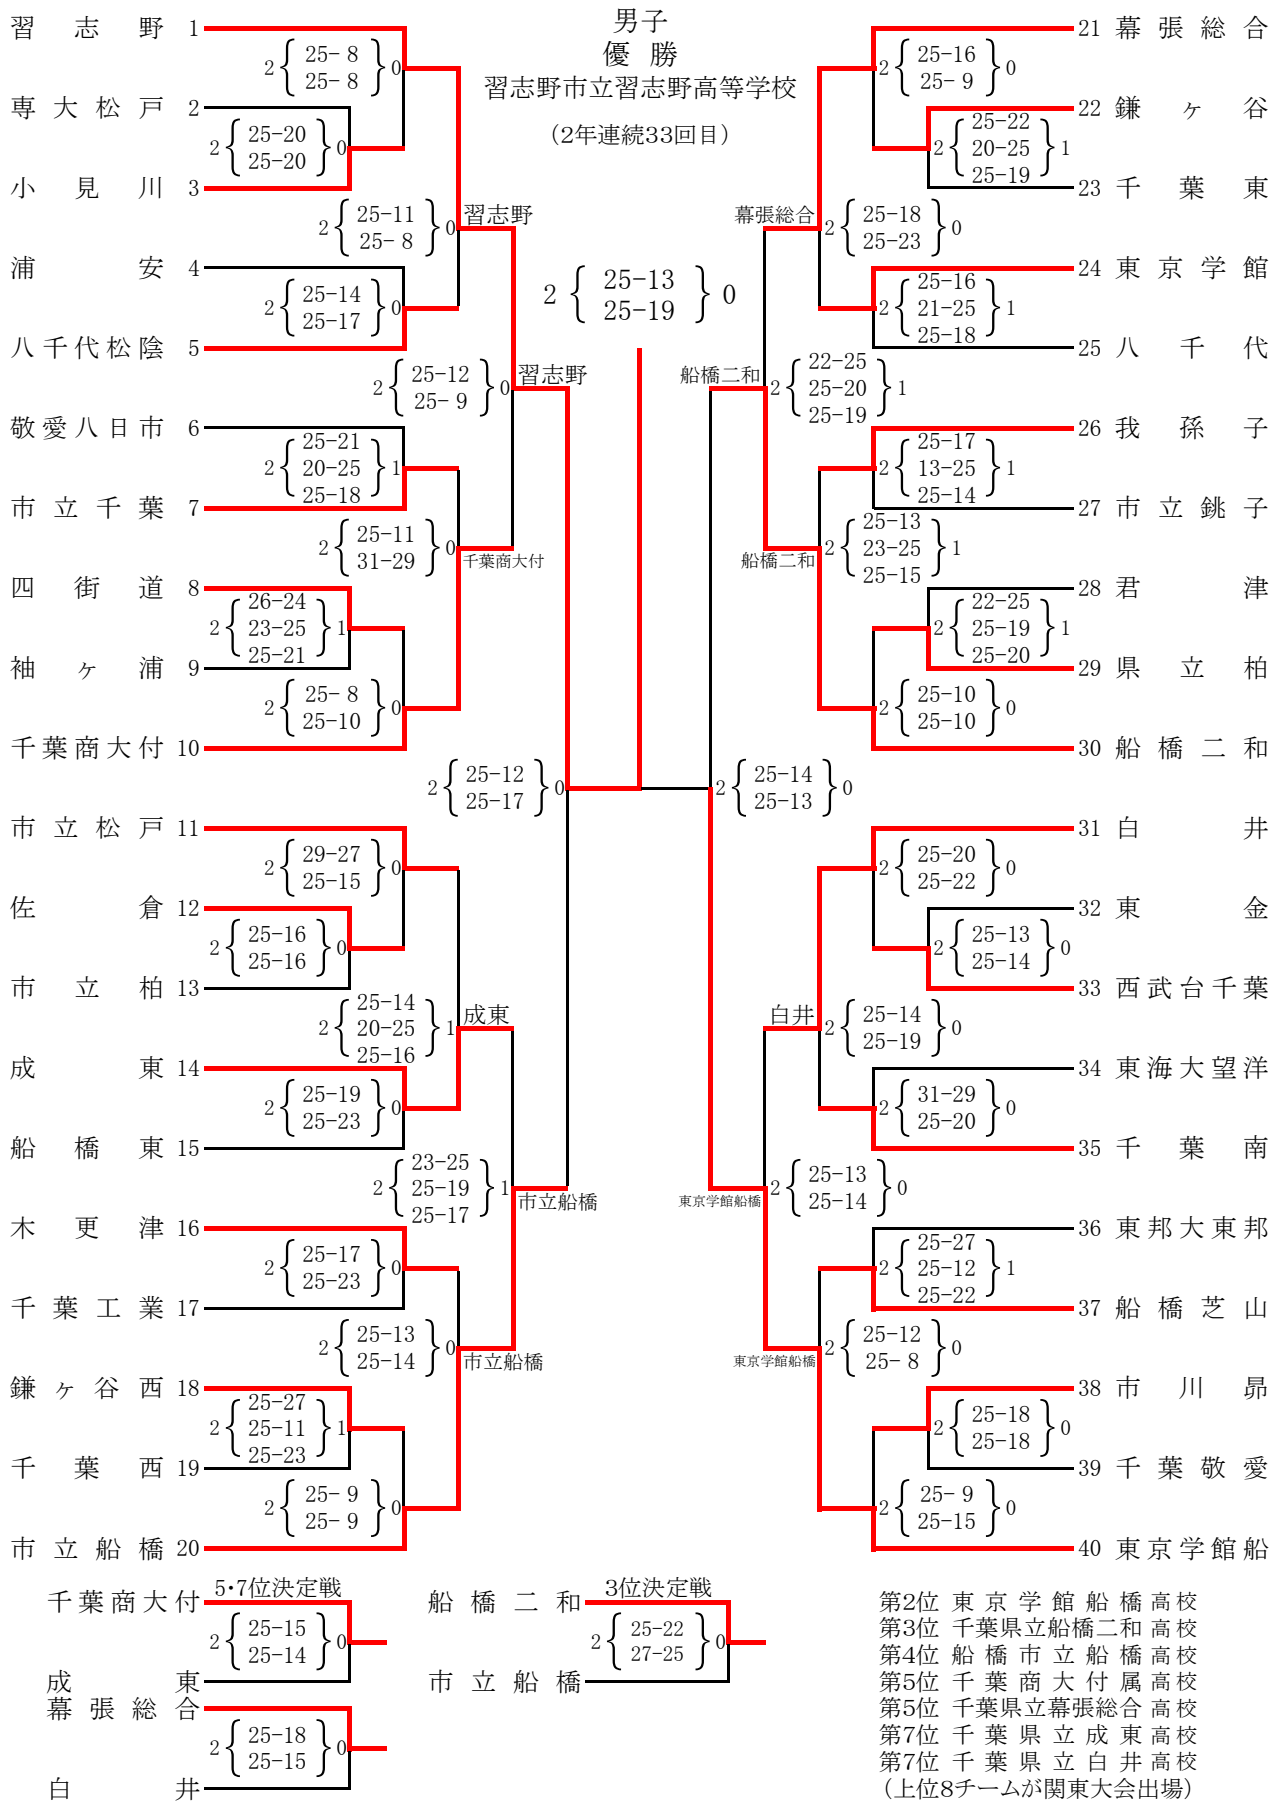 男子
優勝
習志野市立習志野高等学校
（2年連続33回目）
2 25-13 25-19 0
習志野 1
専大松戸 2
小見川 3
浦安 4
八千代松陰 5
敬愛八日市 6
市立千葉 7
四街道 8
袖ヶ浦 9
千葉商大付 10
市立松戸 11
佐倉 12
市立柏 13
成東 14
船橋東 15
木更津 16
千葉工業 17
鎌ヶ谷西 18
千葉西 19
市立船橋 20
2 25-8 25-8 0
2 25-20 25-20 0
2 25-11 25-8 0
習志野
2 25-14 25-17 0
2 25-12 25-9 0
習志野
2 25-21 20-25 25-18 1
2 25-11 31-29 0
千葉商大付
2 26-24 23-25 25-21 1
2 25-8 25-10 0
2 25-12 25-17 0
2 29-27 25-15 0
2 25-16 25-16 0
2 25-14 20-25 25-16 1
成東
2 25-19 25-23 0
2 23-25 25-19 25-17 1
市立船橋
2 25-17 25-23 0
2 25-13 25-14 0
市立船橋
2 25-27 25-11 25-23 1
2 25-9 25-9 0
21 幕張総合
22 鎌ヶ谷
23 千葉東
24 東京学館
25 八千代
26 我孫子
27 市立銚子
28 君津
29 県立柏
30 船橋二和
31 白井
32 東金
33 西武台千葉
34 東海大望洋
35 千葉南
36 東邦大東邦
37 船橋芝山
38 市川昴
39 千葉敬愛
40 東京学館船
2 25-16 25-9 0
2 25-22 20-25 25-19 1
幕張総合
2 25-18 25-23 0
2 25-16 21-25 25-18 1
船橋二和
2 22-25 25-20 25-19 1
2 25-17 13-25 25-14 1
船橋二和
2 25-13 23-25 25-15 1
2 22-25 25-19 25-20 1
2 25-10 25-10 0
2 25-14 25-13 0
2 25-20 25-22 0
2 25-13 25-14 0
白井
2 25-14 25-19 0
2 31-29 25-20 0
東京学館船橋
2 25-13 25-14 0
2 25-27 25-12 25-22 1
東京学館船橋
2 25-12 25-8 0
2 25-18 25-18 0
2 25-9 25-15 0
5・7位決定戦
千葉商大付
2 25-15 25-14 0
成東
幕張総合
2 25-18 25-15 0
白井
3位決定戦
船橋二和
2 25-22 27-25 0
市立船橋
第2位 東京学館船橋高校
第3位 千葉県立船橋二和高校
第4位 船橋市立船橋高校
第5位 千葉商大付属高校
第5位 千葉県立幕張総合高校
第7位 千葉県立成東高校
第7位 千葉県立白井高校
（上位8チームが関東大会出場）